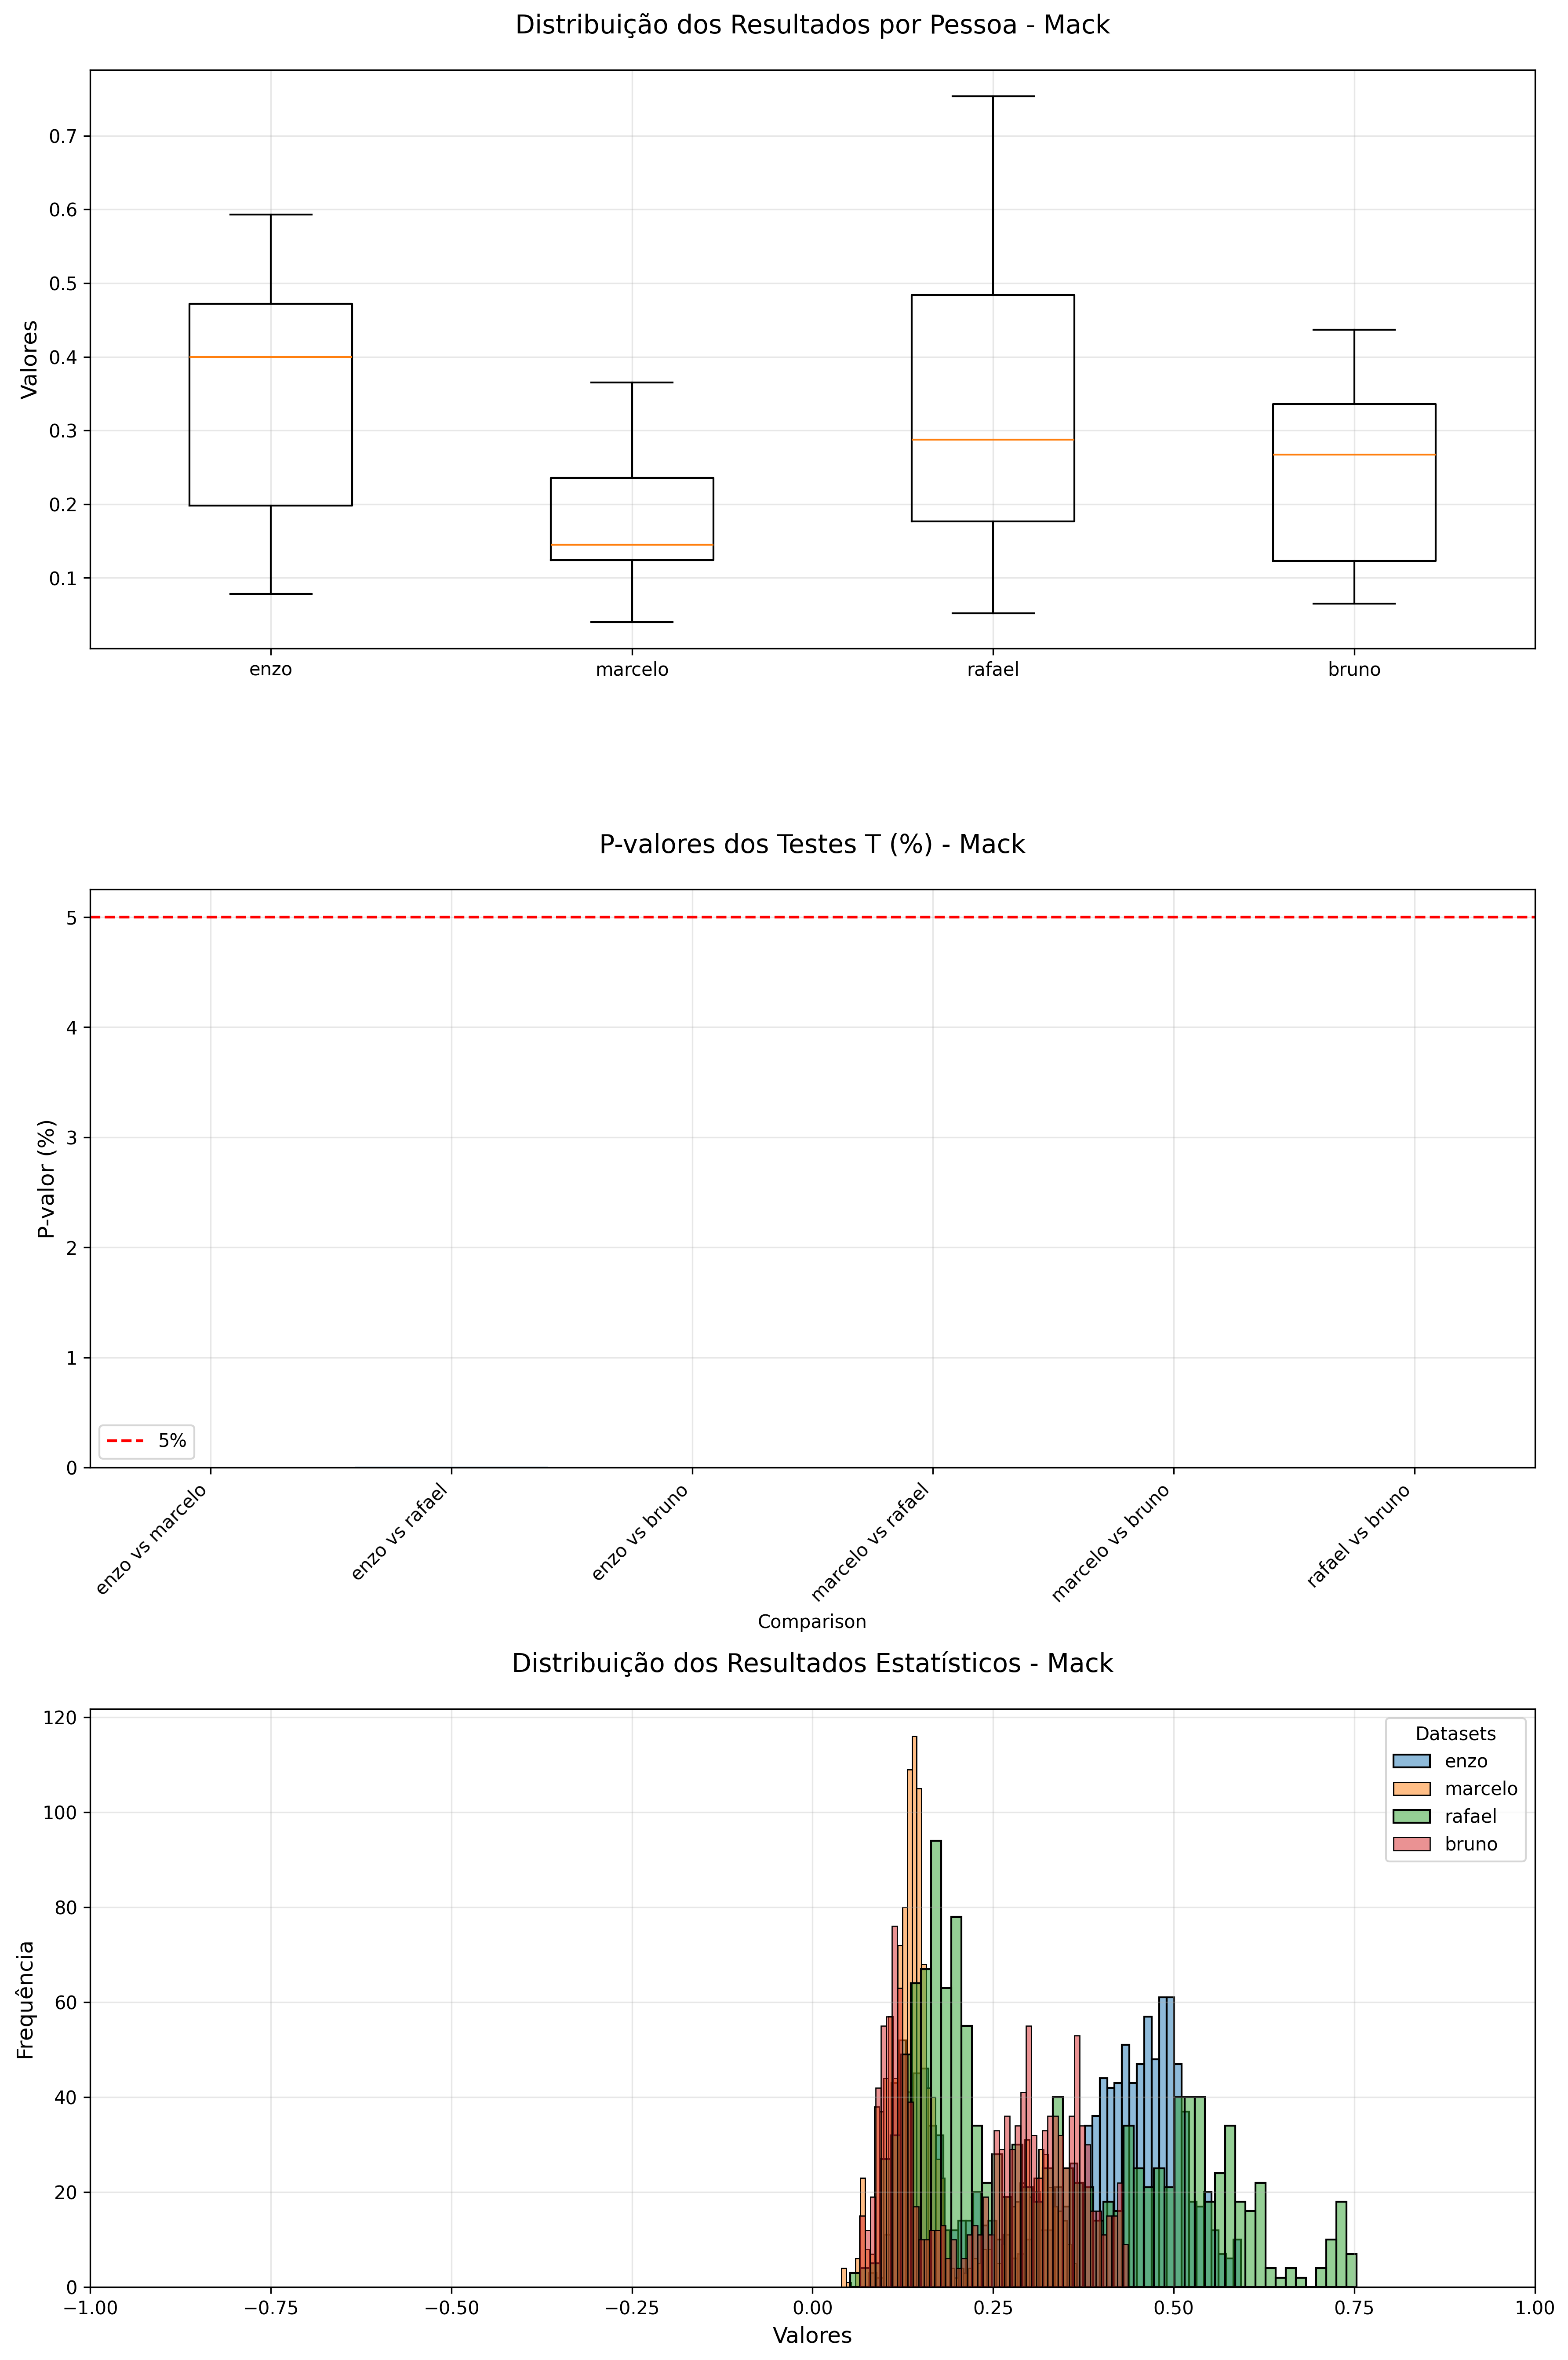 Distribuição dos Resultados por Pessoa - Mack
Valores
0.7
0.6
0.5
0.4
0.3
0.2
0.1
enzo
marcelo
rafael
bruno
P-valores dos Testes T (%) - Mack
P-valor (%)
5
4
3
2
1
0
5%
enzo vs marcelo
enzo vs rafael
enzo vs bruno
marcelo vs rafael
marcelo vs bruno
rafael vs bruno
Comparison
Distribuição dos Resultados Estatísticos - Mack
Frequência
120
100
80
60
40
20
0
Datasets
enzo
marcelo
rafael
bruno
−1.00
−0.75
−0.50
−0.25
0.00
0.25
0.50
0.75
1.00
Valores